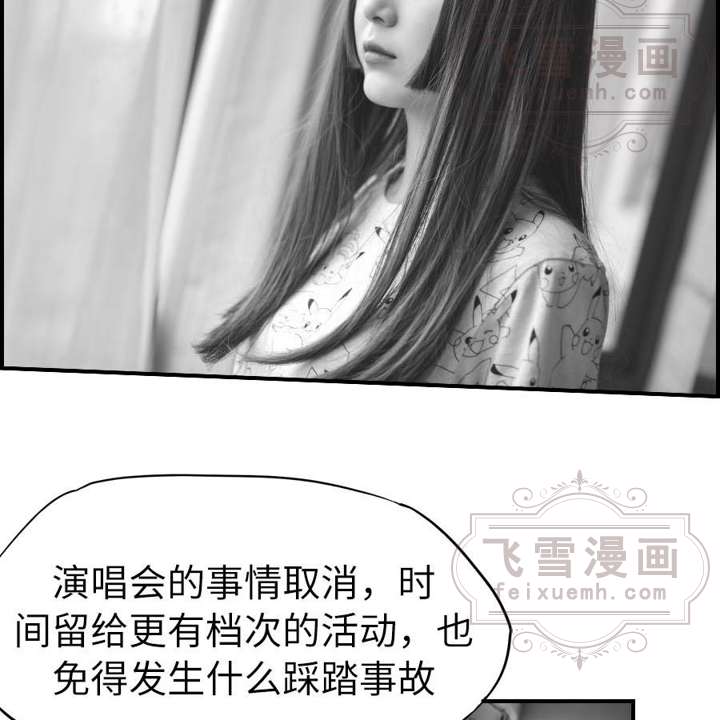 飞雪漫画
feixuemh.com
飞雪漫画
feixuemh.com
演唱会的事情取消，时
间留给更有档次的活动，也
免得发生什么踩踏事故